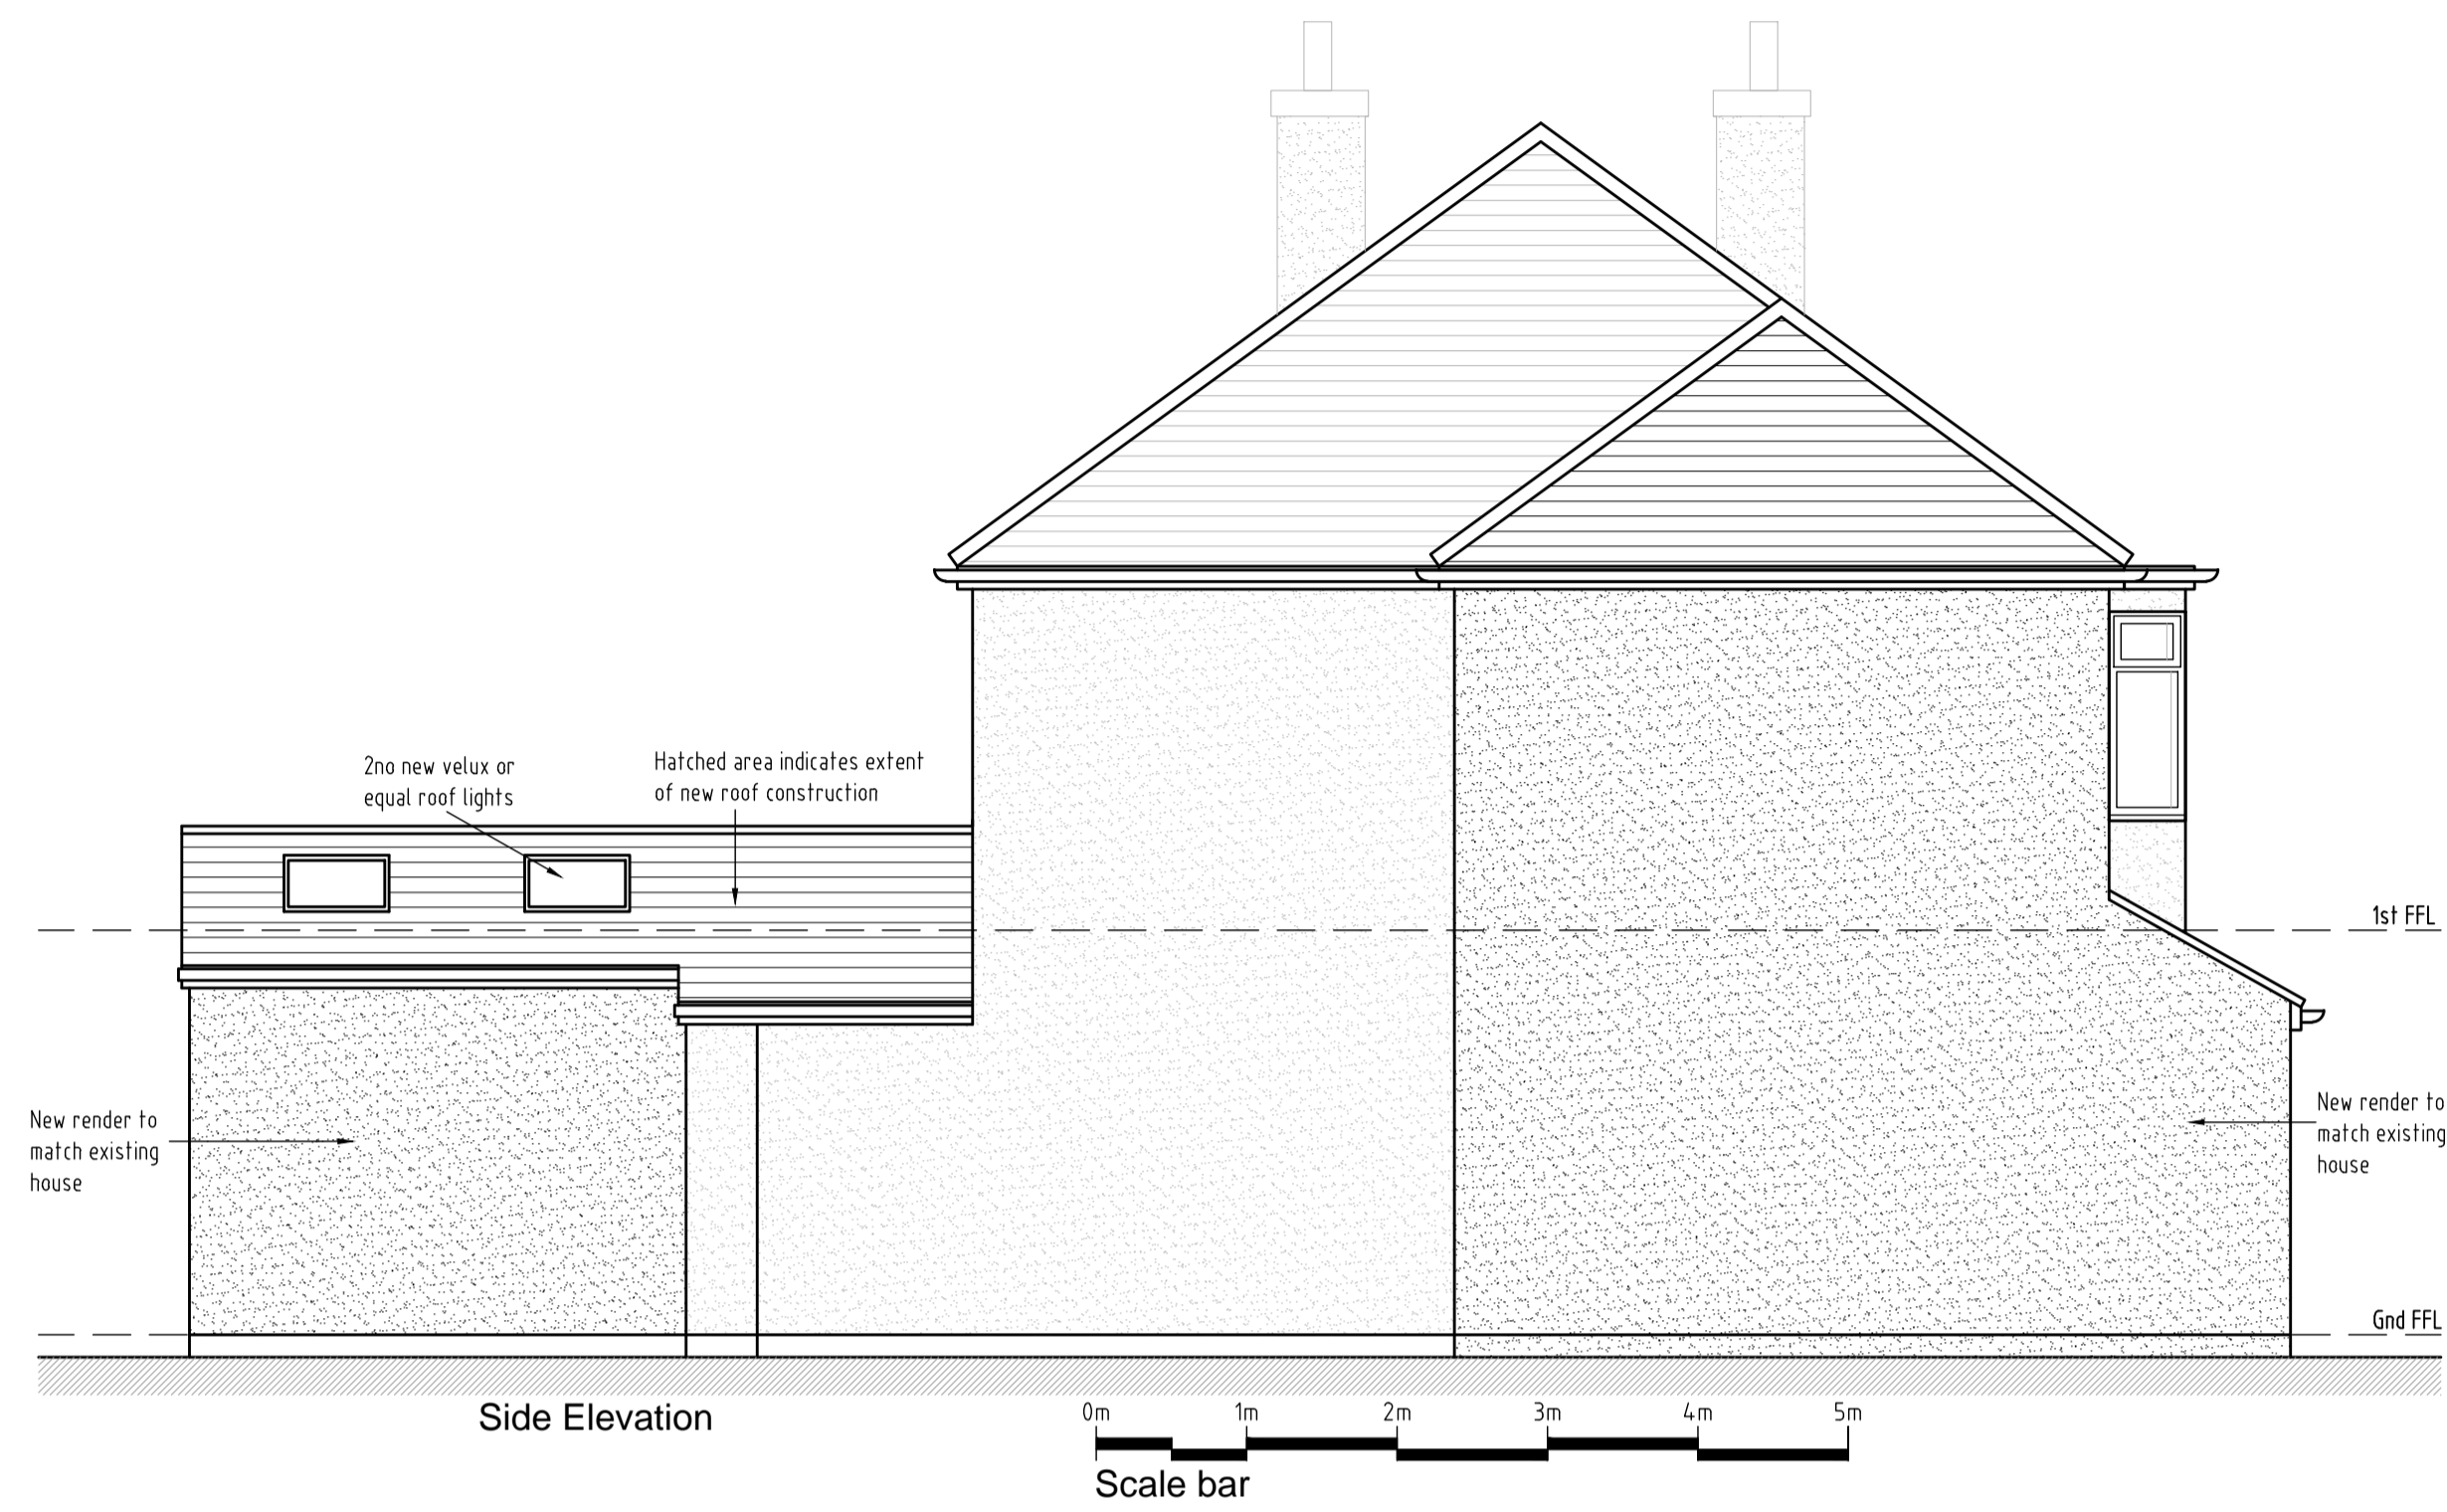 2no new velux or
equal roof lights
Hatched area indicates extent
of new roof construction
1st FFL
New render to
match existing
house
New render to
match existing
house
Gnd FFL
Side Elevation
0m 1m 2m 3m 4m 5m
Scale bar